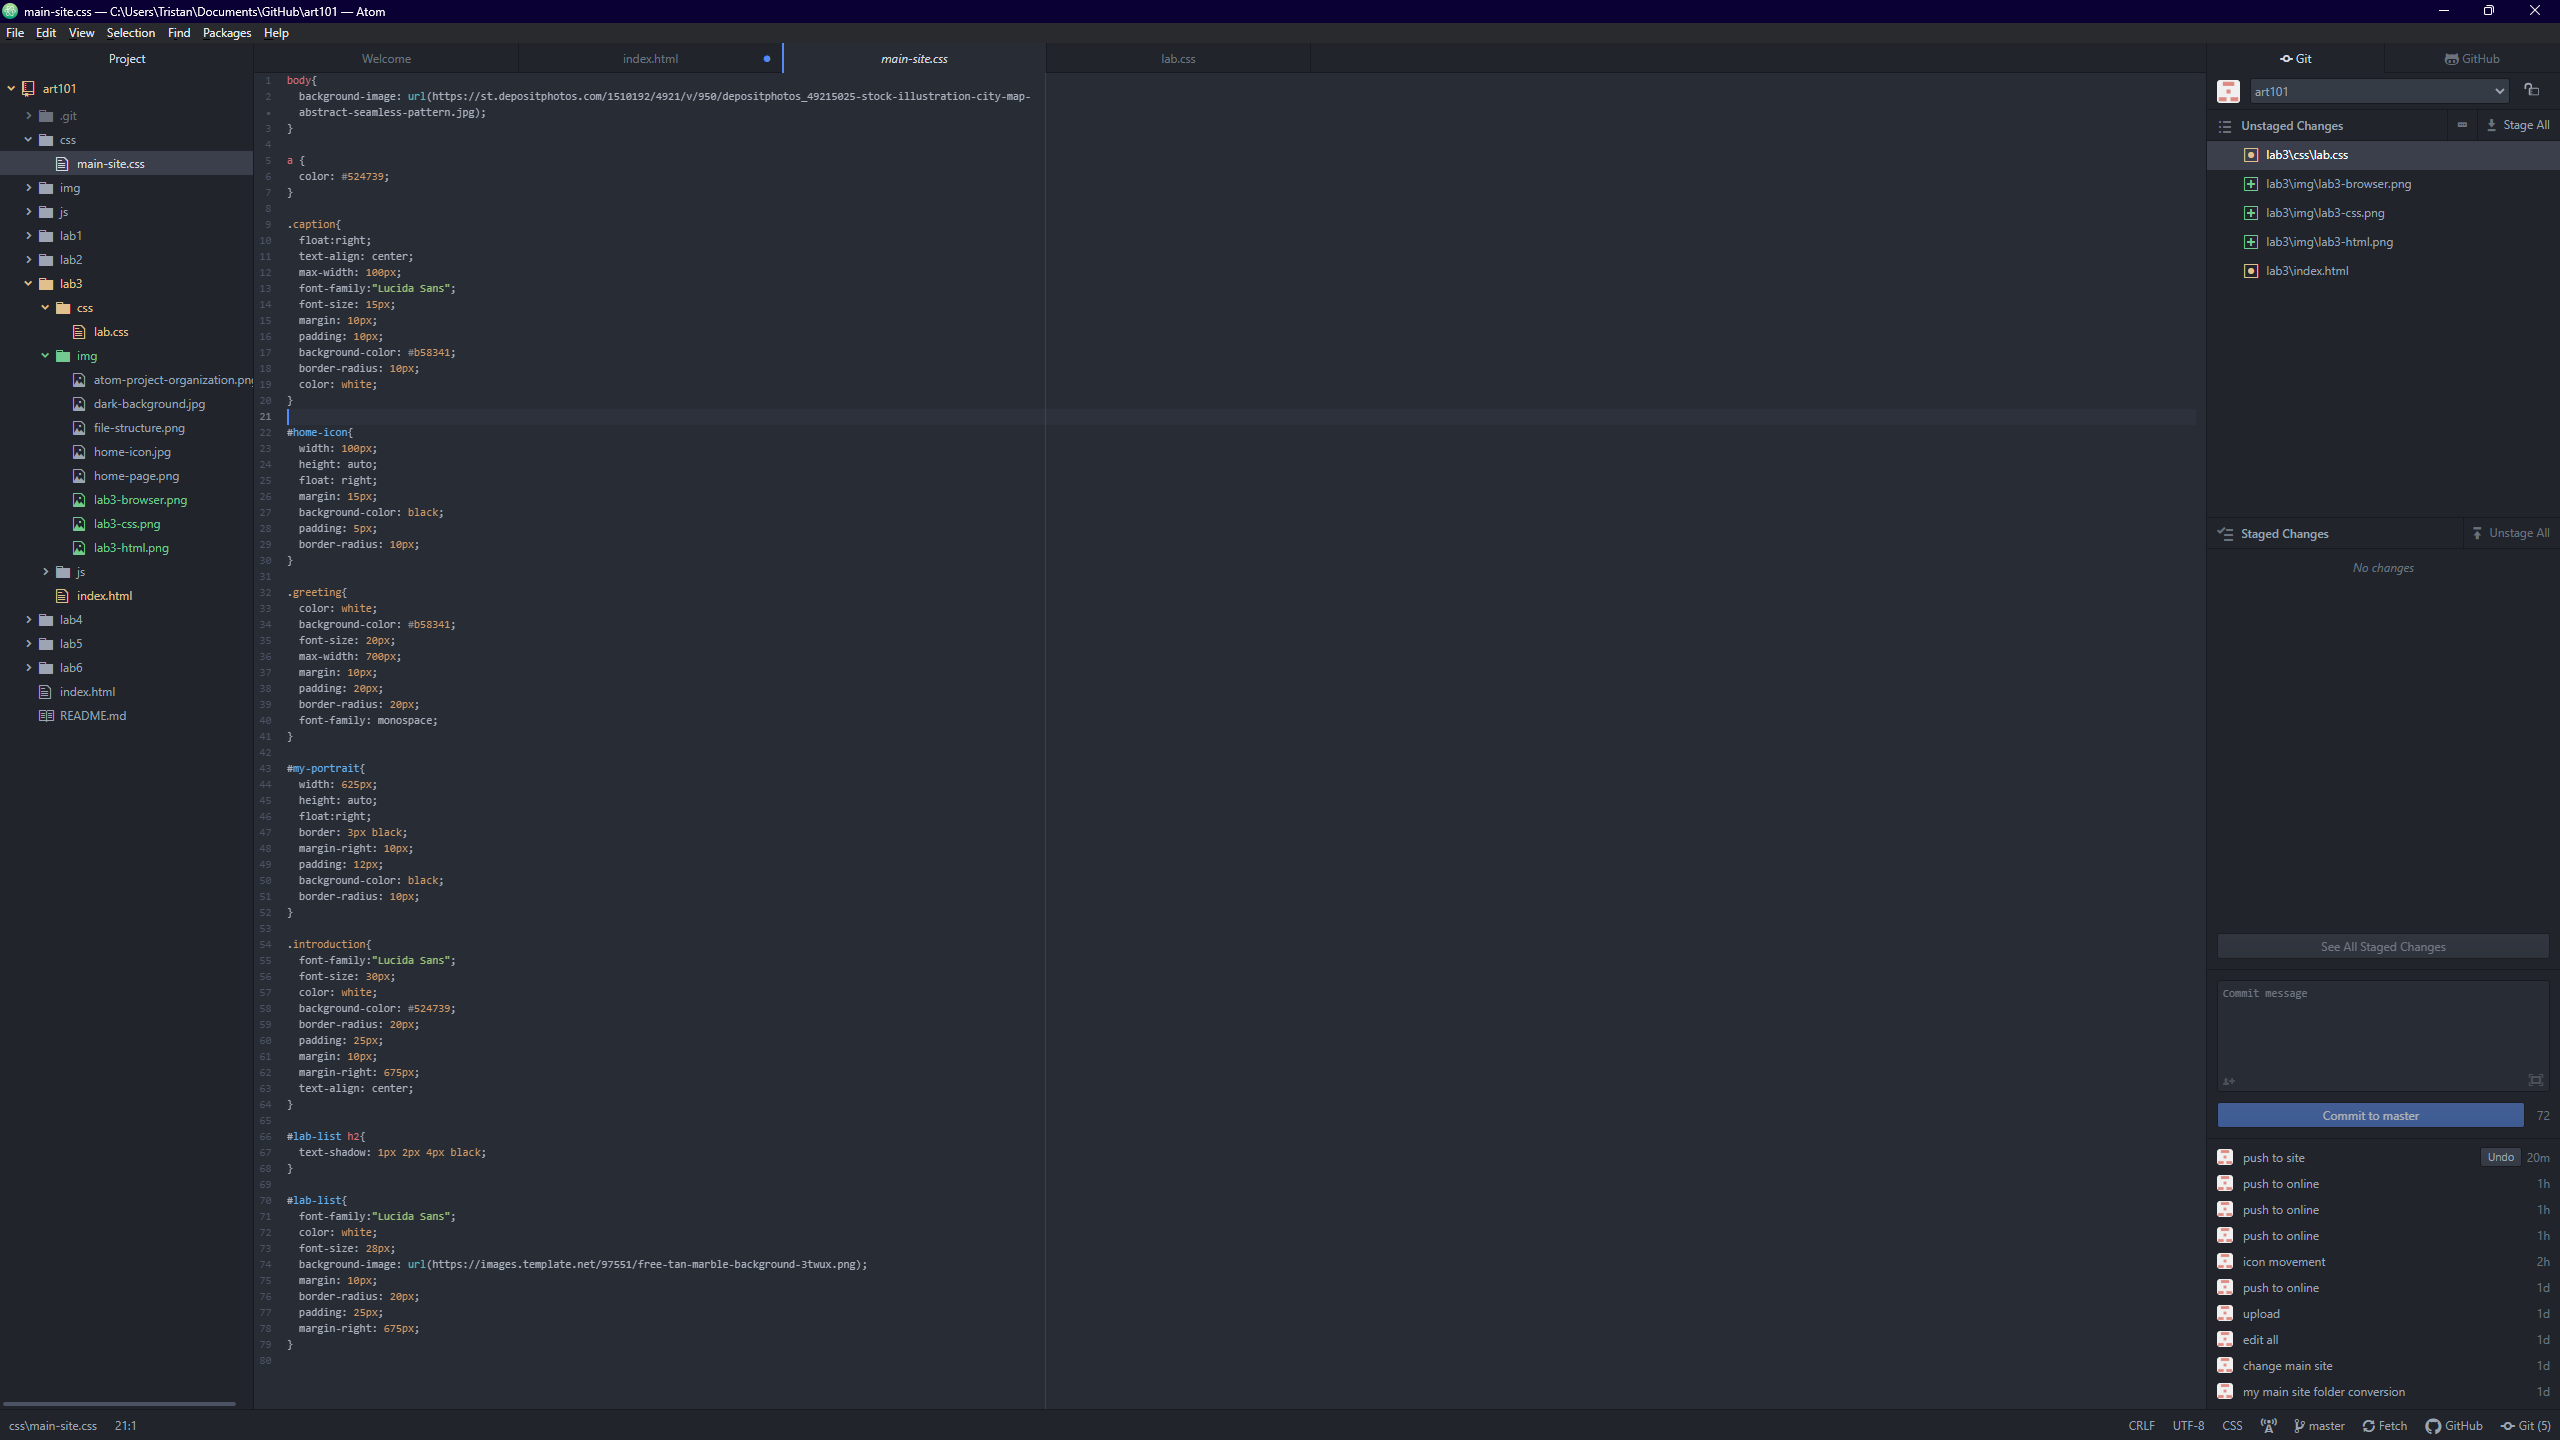 main-site.css — C:\Users\Tristan\Documents\GitHub\art101 — Atom
File Edit View Selection Find Packages Help
Project
art101
.git
css
main-site.css
img
js
lab1
lab2
lab3
css
lab.css
img
atom-project-organization.pn
dark-background.jpg
file-structure.png
home-icon.jpg
home-page.png
lab3-browser.png
lab3-css.png
lab3-html.png
js
index.html
lab4
lab5
lab6
index.html
README.md
Welcome index.html main-site.css lab.css
1 body{
2 background-image: url(https://st.depositphotos.com/1510192/4921/v/950/depositphotos_49215025-stock-illustration-city-map-
• abstract-seamless-pattern.jpg);
3 }
4
5 a {
6 color: #524739;
7 }
8
9 .caption{
10 float:right;
11 text-align: center;
12 max-width: 100px;
13 font-family:"Lucida Sans";
14 font-size: 15px;
15 margin: 10px;
16 padding: 10px;
17 background-color: #b58341;
18 border-radius: 10px;
19 color: white;
20 }
21
22 #home-icon{
23 width: 100px;
24 height: auto;
25 float: right;
26 margin: 15px;
27 background-color: black;
28 padding: 5px;
29 border-radius: 10px;
30 }
31
32 .greeting{
33 color: white;
34 background-color: #b58341;
35 font-size: 20px;
36 max-width: 700px;
37 margin: 10px;
38 padding: 20px;
39 border-radius: 20px;
40 font-family: monospace;
41 }
42
43 #my-portrait{
44 width: 625px;
45 height: auto;
46 float:right;
47 border: 3px black;
48 margin-right: 10px;
49 padding: 12px;
50 background-color: black;
51 border-radius: 10px;
52 }
53
54 .introduction{
55 font-family:"Lucida Sans";
56 font-size: 30px;
57 color: white;
58 background-color: #524739;
59 border-radius: 20px;
60 padding: 25px;
61 margin: 10px;
62 margin-right: 675px;
63 text-align: center;
64 }
65
66 #lab-list h2{
67 text-shadow: 1px 2px 4px black;
68 }
69
70 #lab-list{
71 font-family:"Lucida Sans";
72 color: white;
73 font-size: 28px;
74 background-image: url(https://images.template.net/97551/free-tan-marble-background-3twux.png);
75 margin: 10px;
76 border-radius: 20px;
77 padding: 25px;
78 margin-right: 675px;
79 }
80
Git GitHub
art101
Unstaged Changes Stage All
lab3\css\lab.css
lab3\img\lab3-browser.png
lab3\img\lab3-css.png
lab3\img\lab3-html.png
lab3\index.html
Staged Changes Unstage All
No changes
See All Staged Changes
Commit message
Commit to master 72
push to site Undo 20m
push to online 1h
push to online 1h
push to online 1h
icon movement 2h
push to online 1d
upload 1d
edit all 1d
change main site 1d
my main site folder conversion 1d
css\main-site.css 21:1
CRLF UTF-8 CSS master Fetch GitHub Git (5)